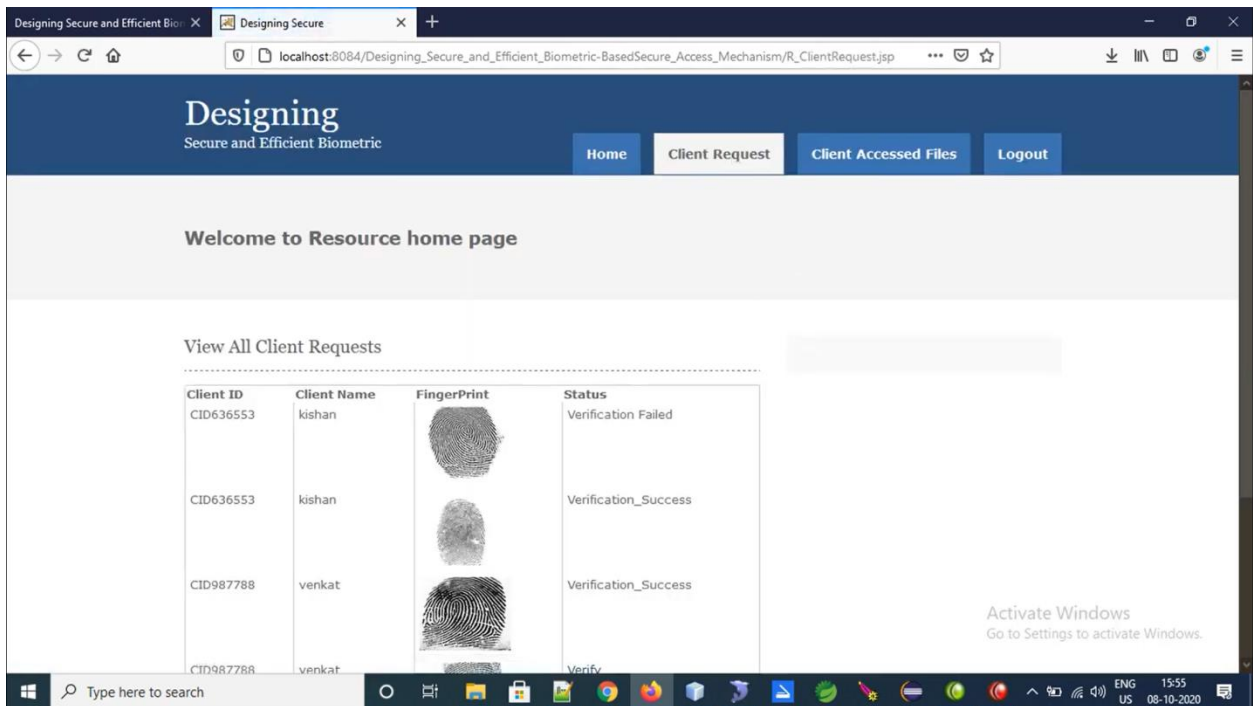 Designing Secure and Efficient Bion
Designing Secure
localhost:8084/Designing_Secure_and_Efficient_Biometric-BasedSecure_Access_Mechanism/R_ClientRequest.jsp
Designing
Secure and Efficient Biometric
Home Client Request Client Accessed Files Logout
Welcome to Resource home page
View All Client Requests
Client ID Client Name FingerPrint Status
CID636553 kishan Verification Failed
CID636553 kishan Verification_Success
CID987788 venkat Verification_Success
CID987788 venkat Verify
Activate Windows
Go to Settings to activate Windows.
Type here to search
ENG 15:55
US 08-10-2020